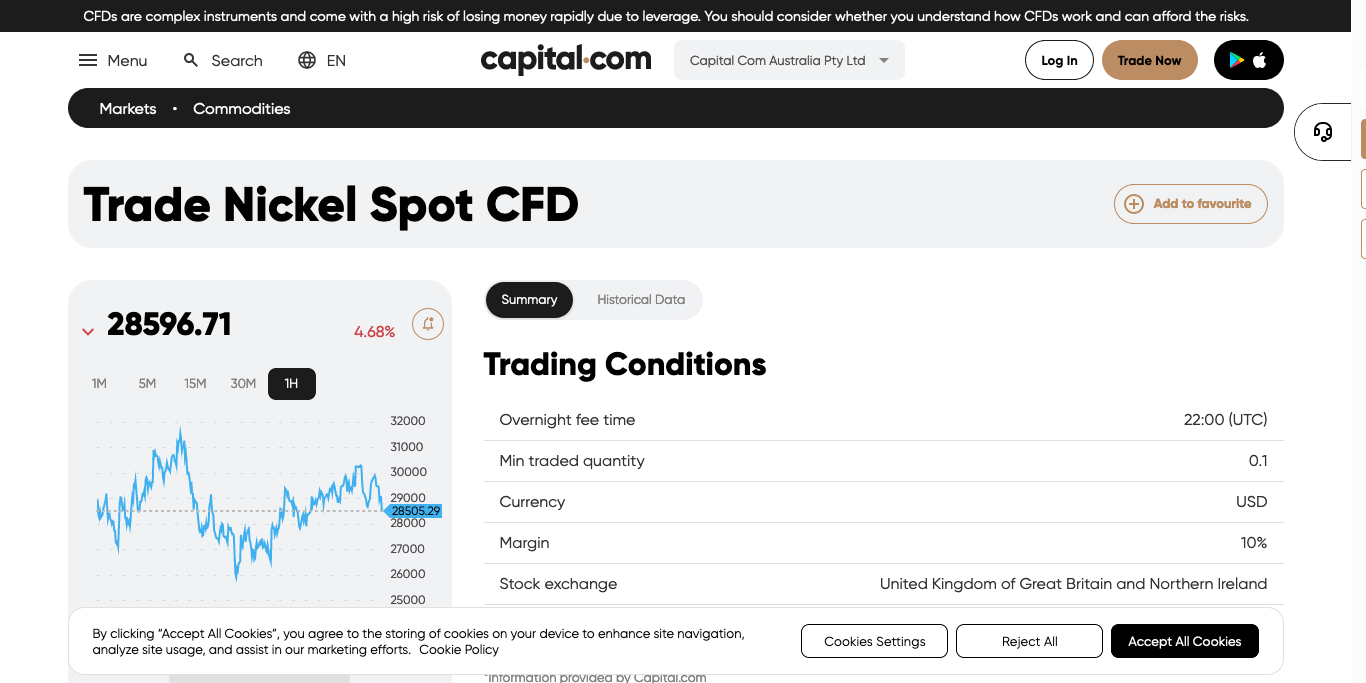 CFDs are complex instruments and come with a high risk of losing money rapidly due to leverage. You should consider whether you understand how CFDs work and can afford the risks.
Menu Search EN capital.com Capital Com Australia Pty Ltd Log In Trade Now
Markets • Commodities
Trade Nickel Spot CFD
Add to favourite
28596.71
4.68%
1M 5M 15M 30M 1H
32000
31000
30000
29000
28505.29
28000
27000
26000
25000
Summary Historical Data
Trading Conditions
Overnight fee time 22:00 (UTC)
Min traded quantity 0.1
Currency USD
Margin 10%
Stock exchange United Kingdom of Great Britain and Northern Ireland
By clicking “Accept All Cookies”, you agree to the storing of cookies on your device to enhance site navigation,
analyze site usage, and assist in our marketing efforts. Cookie Policy
Cookies Settings Reject All Accept All Cookies
*Information provided by Capital.com